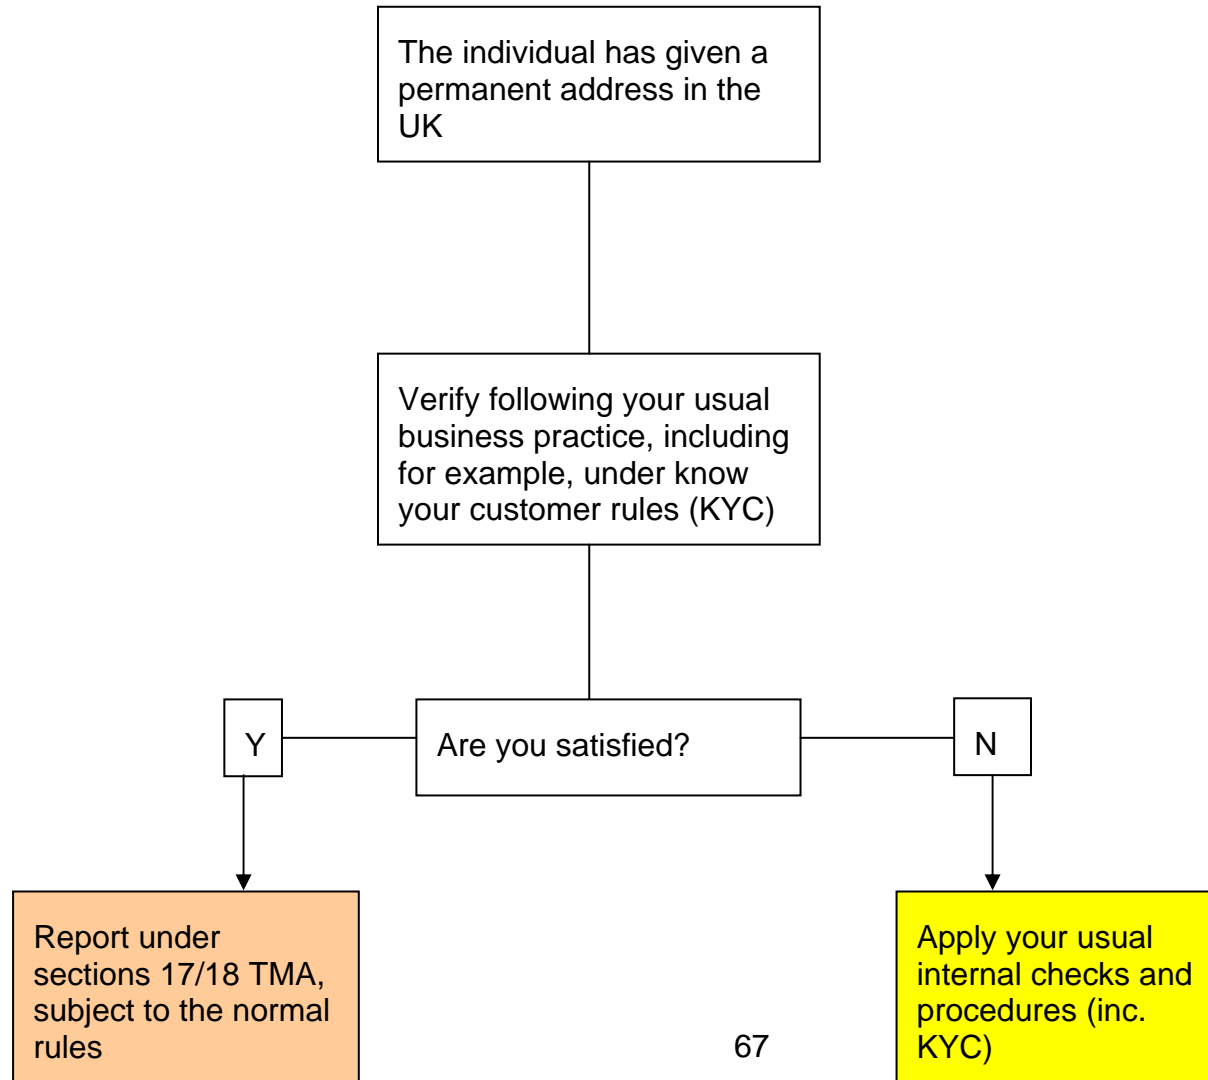 The individual has given a
permanent address in the
UK
Verify following your usual
business practice, including
for example, under know
your customer rules (KYC)
Y
Are you satisfied?
N
Report under
sections 17/18 TMA,
subject to the normal
rules
Apply your usual
internal checks and
procedures (inc.
KYC)
67